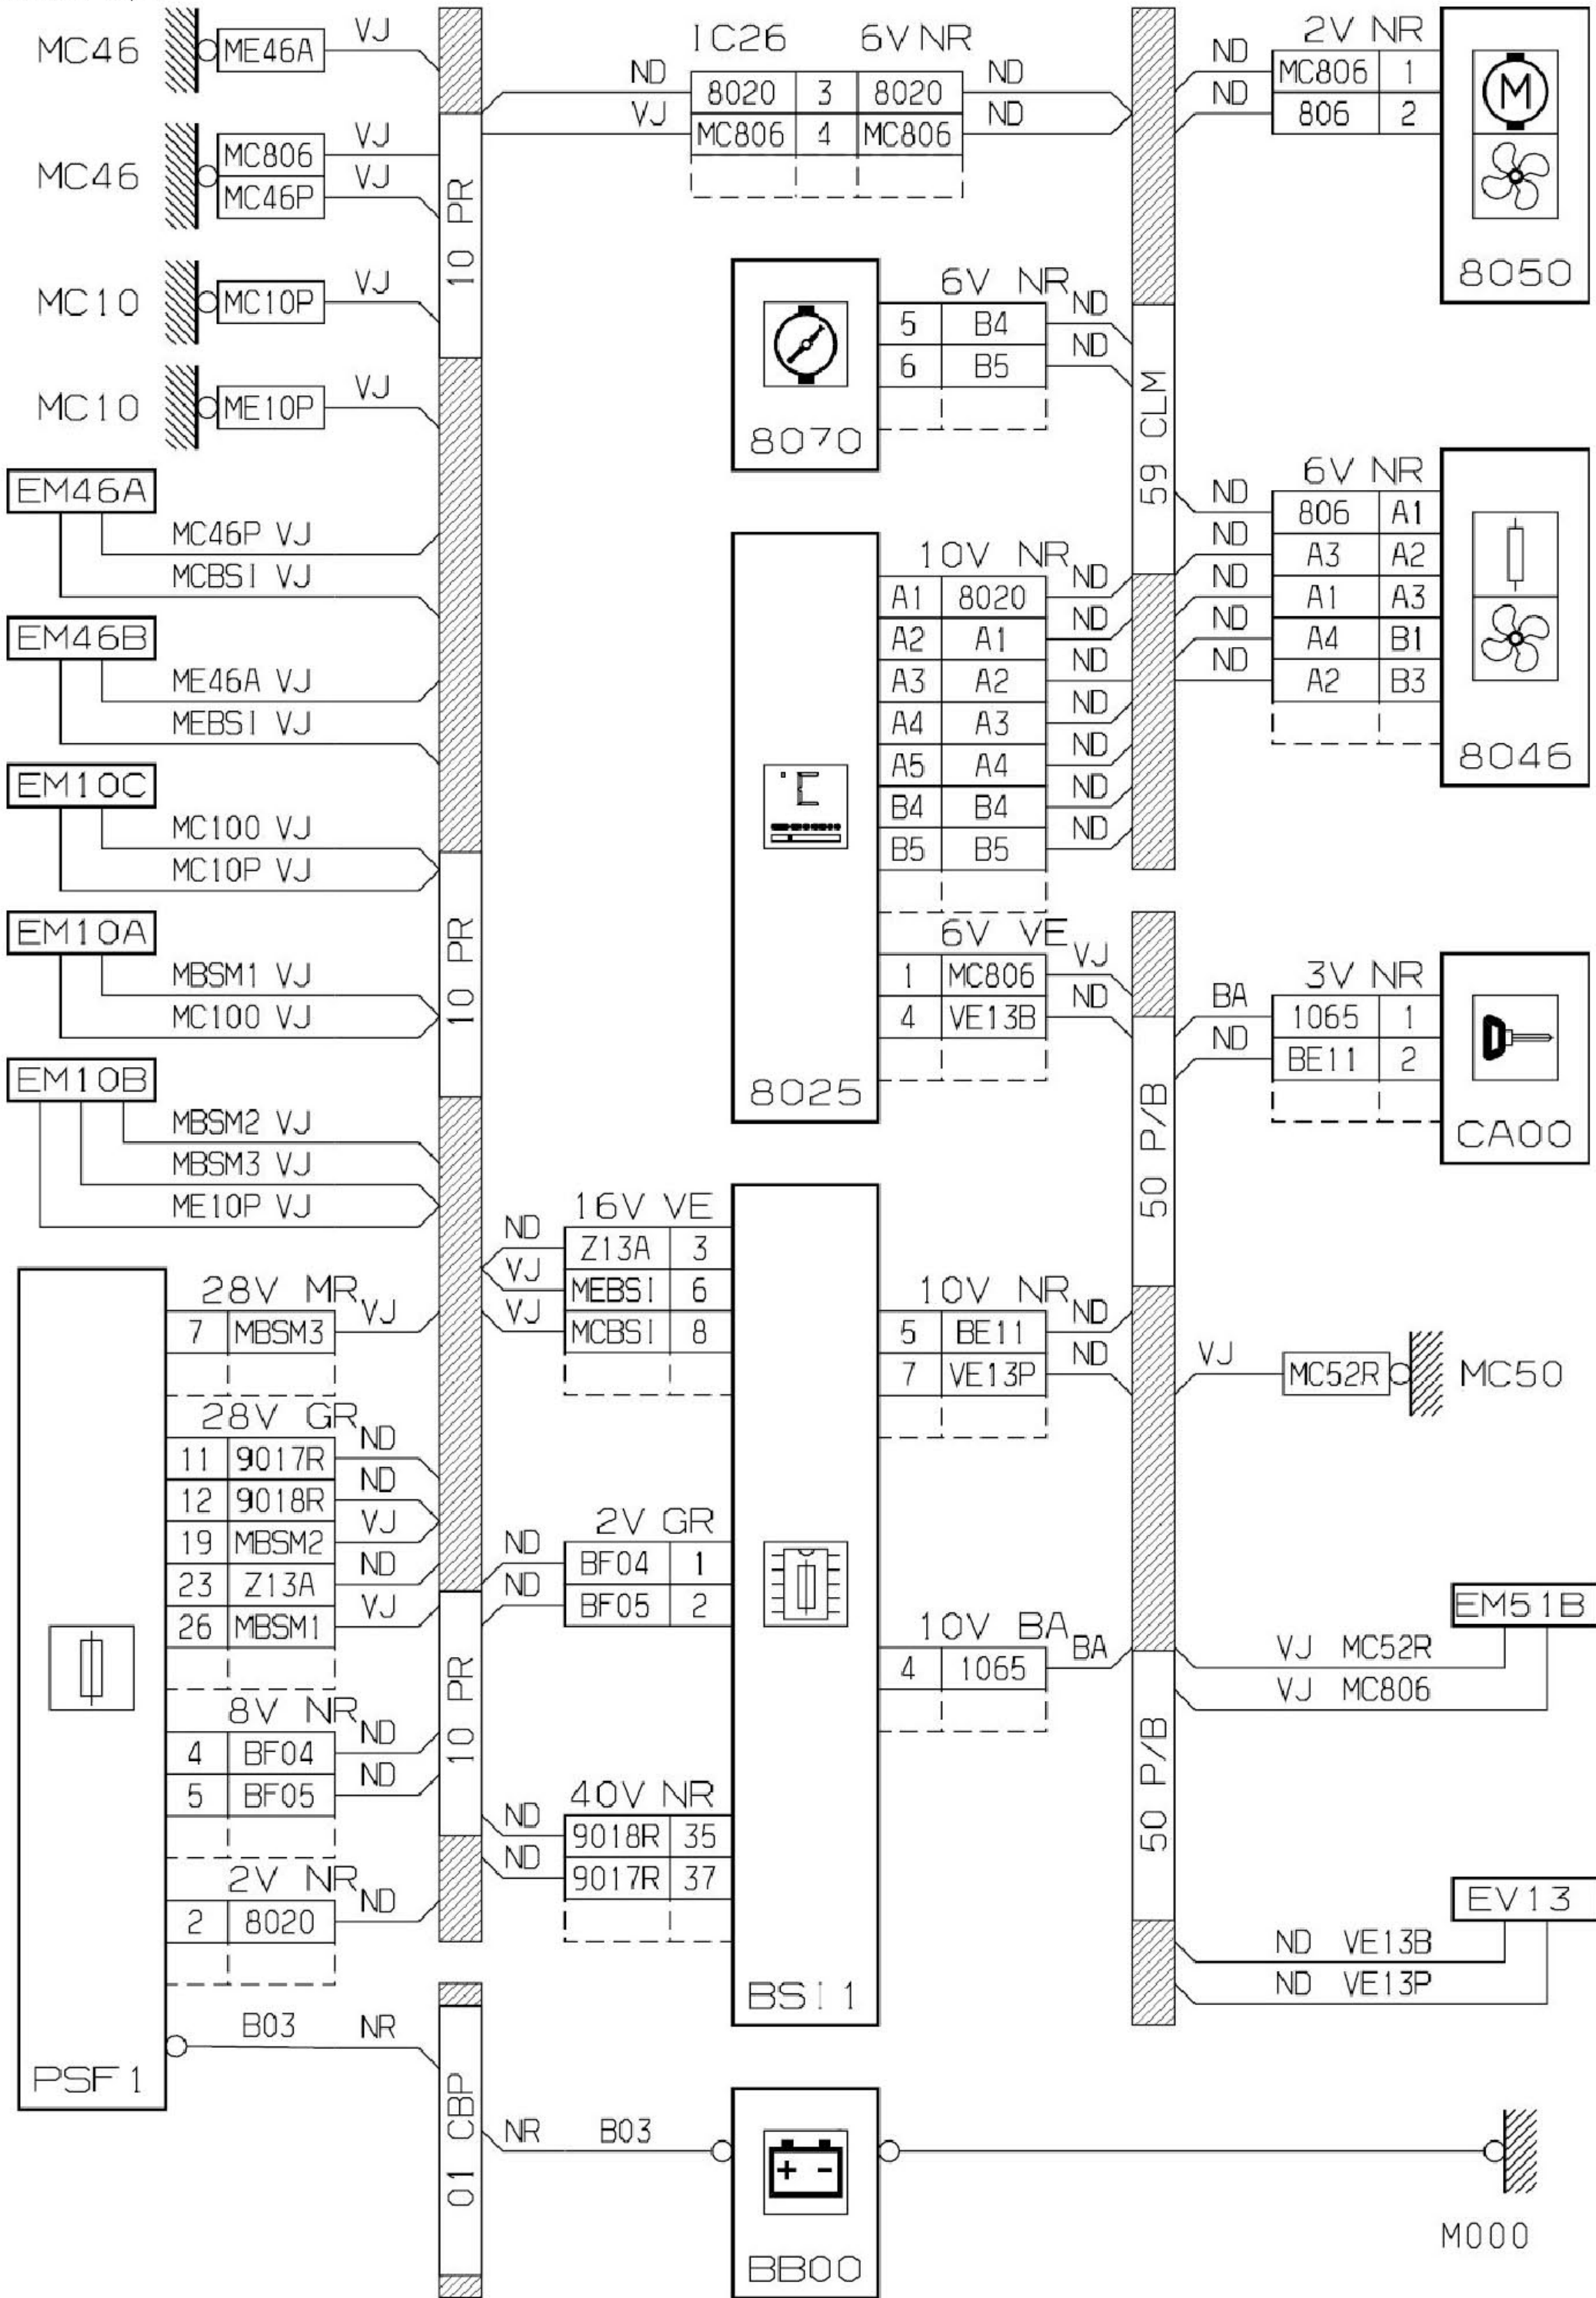 MC46 ME46A VJ
MC46 MC806 VJ
MC46P VJ
MC10 MC10P VJ
MC10 ME10P VJ
EM46A
MC46P VJ
MCBSI VJ
EM46B
ME46A VJ
MEBSI VJ
EM10C
MC100 VJ
MC10P VJ
EM10A
MBSM1 VJ
MC100 VJ
EM10B
MBSM2 VJ
MBSM3 VJ
ME10P VJ
28V MR
7 MBSM3 VJ
28V GR
11 9017R ND
12 9018R ND
19 MBSM2 VJ
23 Z13A ND
26 MBSM1 VJ
8V NR
4 BF04 ND
5 BF05 ND
2V NR
2 8020 ND
B03 NR
PSF1
10 PR
10 PR
10 PR
01 CBP
IC26 6V NR
ND 8020 3 8020 ND
VJ MC806 4 MC806 ND
6V NR
5 B4 ND
6 B5 ND
8070
10V NR
A1 8020 ND
A2 A1 ND
A3 A2 ND
A4 A3 ND
A5 A4 ND
B4 B4 ND
B5 B5 ND
6V VE
1 MC806 VJ
4 VE13B ND
°C
8025
16V VE
ND Z13A 3
VJ MEBSI 6
VJ MCBSI 8
2V GR
ND BF04 1
ND BF05 2
40V NR
ND 9018R 35
ND 9017R 37
10V NR
5 BE11 ND
7 VE13P ND
10V BA
4 1065 BA
BSI1
NR B03
+ -
BB00
59 CLM
50 P/B
50 P/B
2V NR
ND MC806 1
ND 806 2
M
8050
6V NR
ND 806 A1
ND A3 A2
ND A1 A3
ND A4 B1
ND A2 B3
8046
3V NR
BA 1065 1
ND BE11 2
CA00
VJ MC52R MC50
EM51B
VJ MC52R
VJ MC806
EV13
ND VE13B
ND VE13P
M000